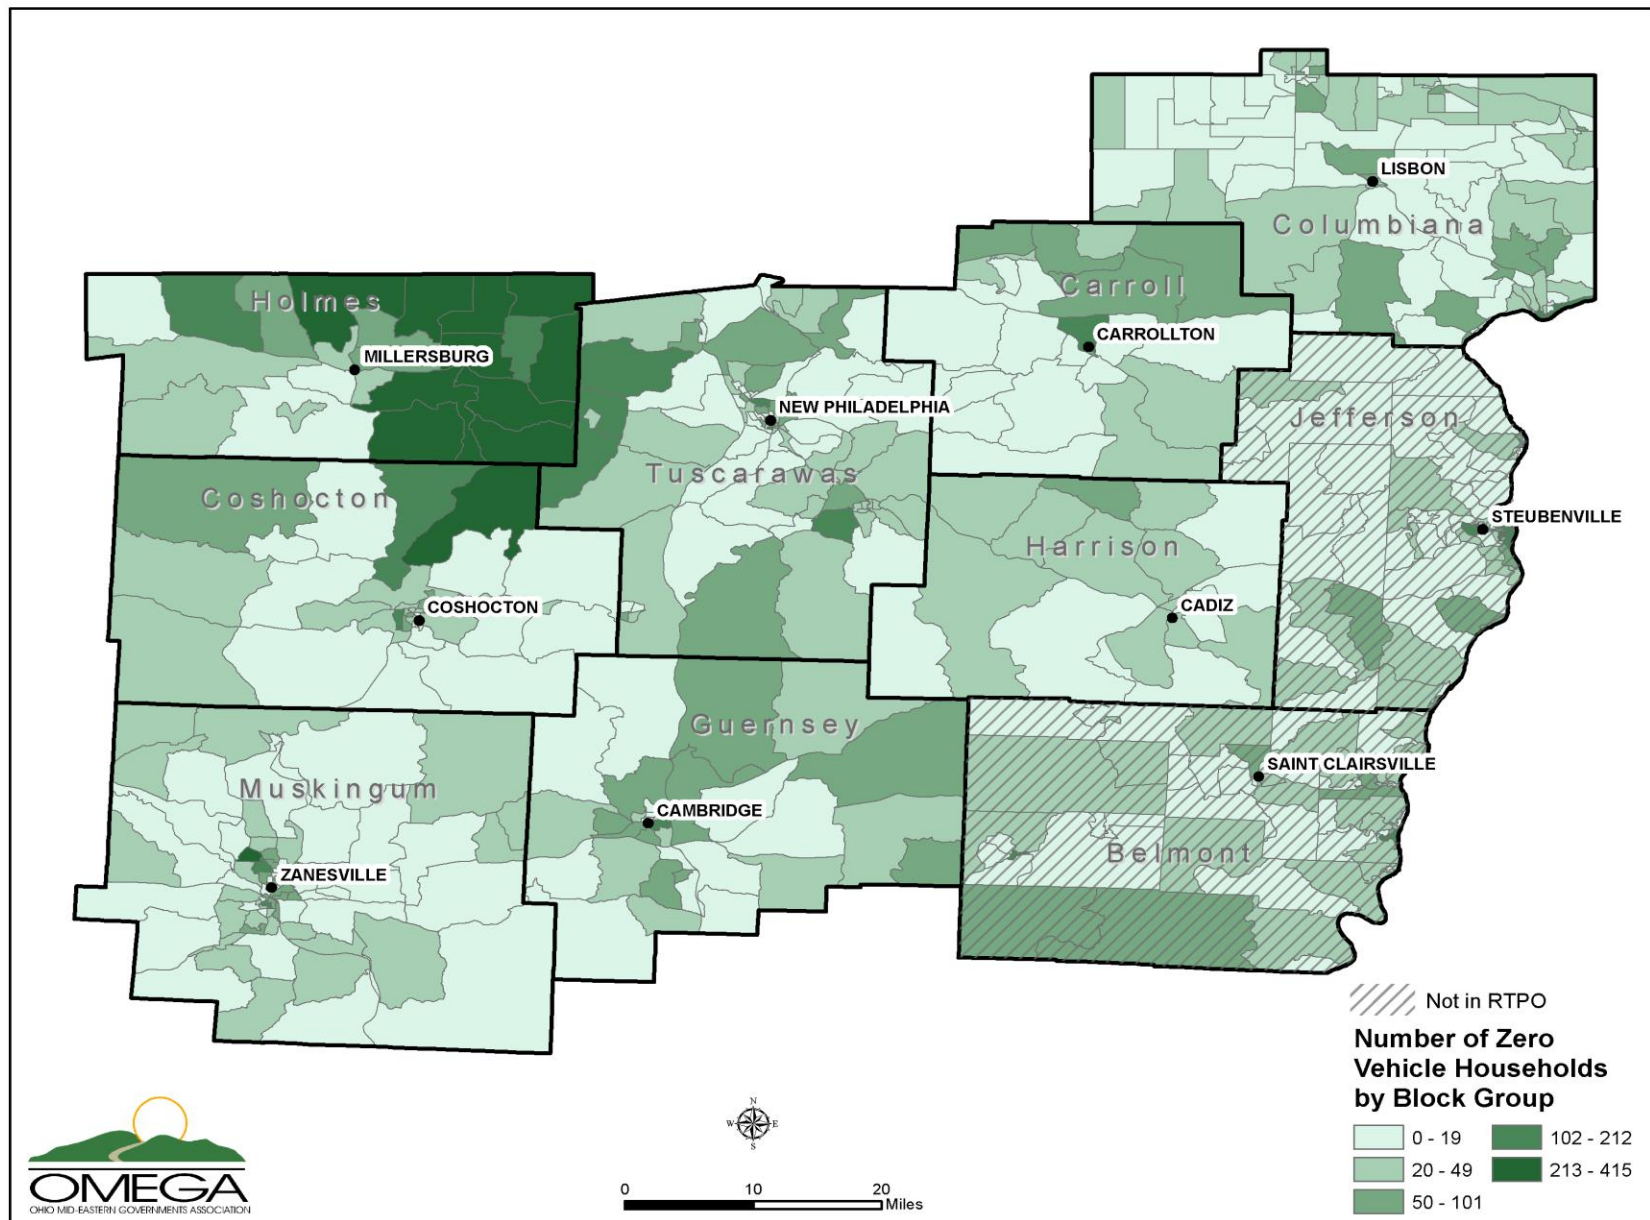 LISBON
Columbiana
Holmes
Carroll
MILLERSBURG
CARROLLTON
NEW PHILADELPHIA
Jefferson
Tuscarawas
Coshocton
STEUBENVILLE
Harrison
COSHOCTON
CADIZ
Guernsey
SAINT CLAIRSVILLE
Muskingum
CAMBRIDGE
Belmont
ZANESVILLE
Not in RTPO
Number of Zero
Vehicle Households
by Block Group
0 - 19
102 - 212
20 - 49
213 - 415
50 - 101
N
W E
S
0 10 20
Miles
OMEGA
OHIO MID-EASTERN GOVERNMENTS ASSOCIATION